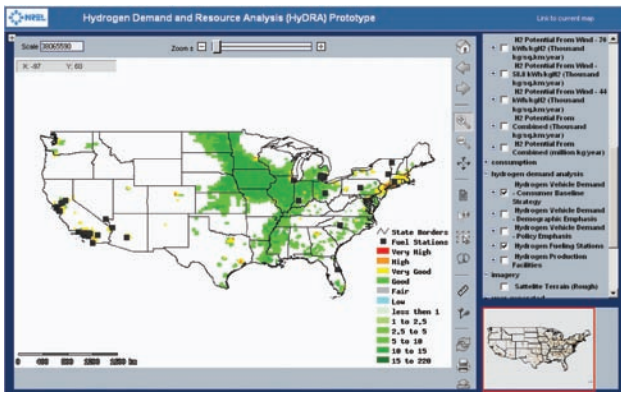 NREL
Hydrogen Demand and Resource Analysis (HyDRA) Prototype
Link to current map
Scale 38065590
Zoom ±
X: -97 Y: 60
State Borders
Fuel Stations
Very High
High
Very Good
Good
Fair
Low
less then 1
1 to 2,5
2,5 to 5
5 to 10
10 to 15
15 to 220
0 400 800 1200 1600 km
H2 Potential From Wind -
kWh/kgH2 (Thousand
kg/sq.km/year)
H2 Potential From Wind -
58.8 kWh/kgH2 (Thousand
kg/sq.km/year)
H2 Potential From Wind - 44
kWh/kgH2 (Thousand
kg/sq.km/year)
H2 Potential From
Combined (Thousand
kg/sq.km/year)
H2 Potential From
Combined (million kg/year)
consumption
hydrogen demand analysis
Hydrogen Vehicle Demand
- Consumer Baseline
Strategy
Hydrogen Vehicle Demand
- Demographic Emphasis
Hydrogen Vehicle Demand
- Policy Emphasis
Hydrogen Fueling Stations
Hydrogen Production
Facilities
imagery
Sattelite Terrain (Rough)